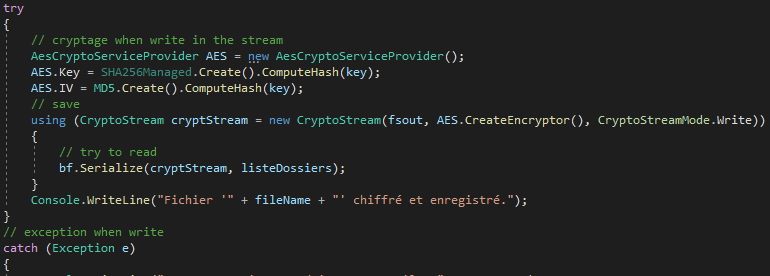 try
{
// cryptage when write in the stream
AesCryptoServiceProvider AES = new AesCryptoServiceProvider();
AES.Key = SHA256Managed.Create().ComputeHash(key);
AES.IV = MD5.Create().ComputeHash(key);
// save
using (CryptoStream cryptStream = new CryptoStream(fsout, AES.CreateEncryptor(), CryptoStreamMode.Write))
{
// try to read
bf.Serialize(cryptStream, listeDossiers);
}
Console.WriteLine("Fichier '" + fileName + "' chiffré et enregistré.");
}
// exception when write
catch (Exception e)
{